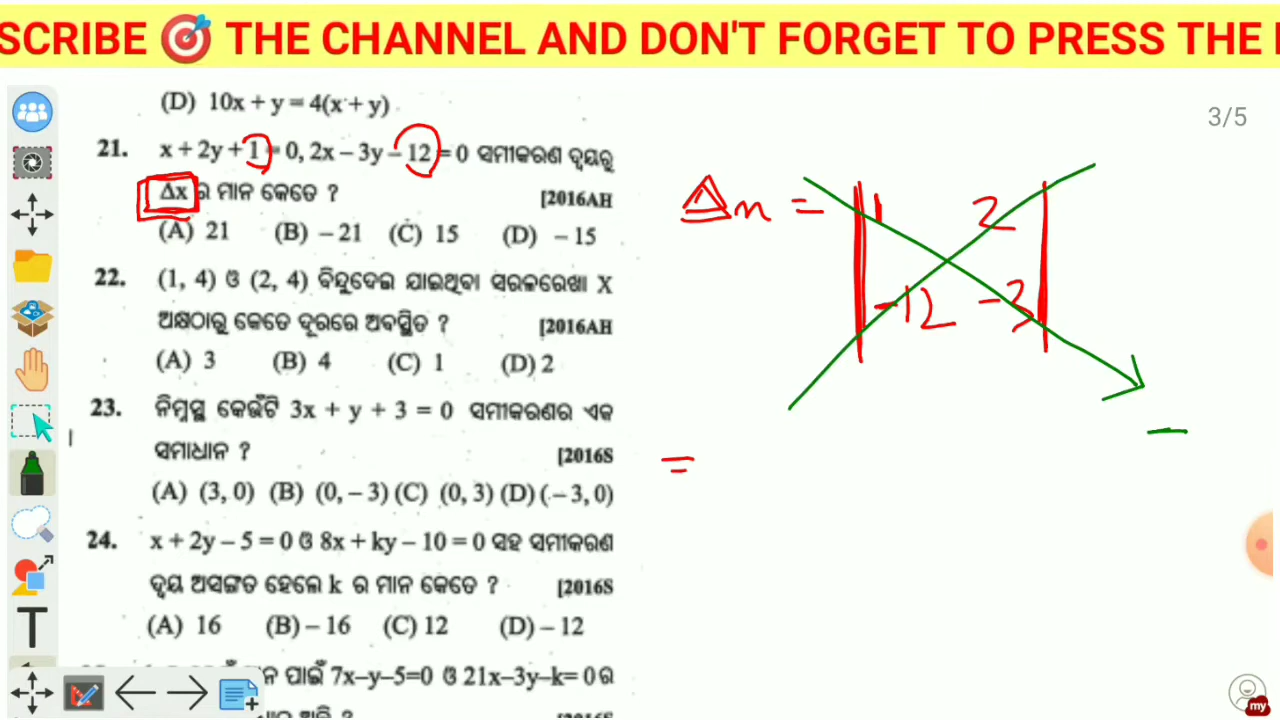 SCRIBE 🎯 THE CHANNEL AND DON'T FORGET TO PRESS THE
3/5
(D) 10x + y = 4(x + y)
21. x + 2y + 1 = 0, 2x – 3y – 12 = 0 ସମୀକରଣ ଦ୍ଵୟରୁ
Δx ର ମାନ କେତେ ? [2016AH
(A) 21 (B) – 21 (C) 15 (D) – 15
22. (1, 4) ଓ (2, 4) ବିନ୍ଦୁଦେଇ ଯାଇଥିବା ସରଳରେଖା X
ଅକ୍ଷଠାରୁ କେତେ ଦୂରରେ ଅବସ୍ଥିତ ? [2016AH
(A) 3 (B) 4 (C) 1 (D) 2
23. ନିମ୍ନସ୍ଥ କେଉଁଟି 3x + y + 3 = 0 ସମୀକରଣର ଏକ
ସମାଧାନ ? [2016S
(A) (3, 0) (B) (0, – 3) (C) (0, 3) (D) (– 3, 0)
24. x + 2y – 5 = 0 ଓ 8x + ky – 10 = 0 ସହ ସମୀକରଣ
ଦ୍ଵୟ ଅସଙ୍ଗତ ହେଲେ k ର ମାନ କେତେ ? [2016S
(A) 16 (B) – 16 (C) 12 (D) – 12
ମାନ ପାଇଁ 7x–y–5=0 ଓ 21x–3y–k= 0 ର
[2016S
Δx = 1 2
-12 -3
=
–
T
my